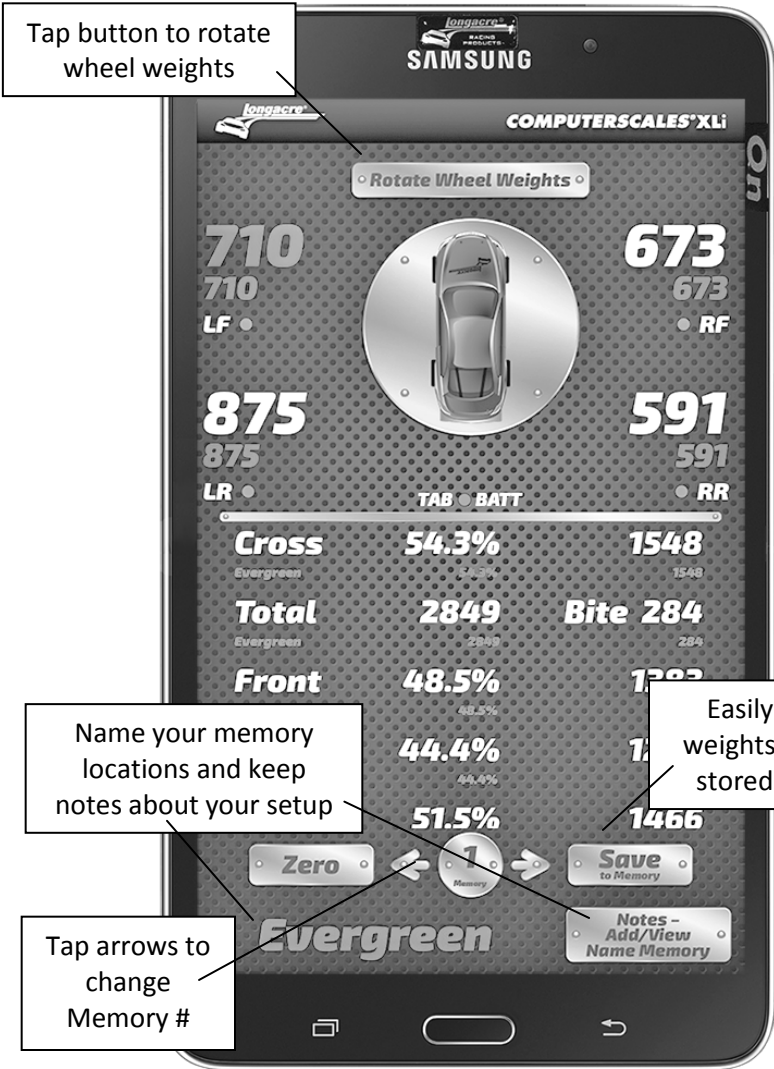 Tap button to rotate
wheel weights
longacre®
RACING
PRODUCTS
SAMSUNG
longacre®
COMPUTERSCALES® XLi
On
Rotate Wheel Weights
710
710
LF
673
673
RF
875
875
LR
591
591
RR
TAB BATT
Cross 54.3% 1548
Evergreen 54.3% 1548
Total 2849 Bite 284
Evergreen 2849 284
Front 48.5%
48.5%
Name your memory
locations and keep
notes about your setup
Easily
weights
stored
44.4%
44.4%
51.5% 1466
Zero
1
Memory
Save
to Memory
Evergreen
Notes –
Add/View
Name Memory
Tap arrows to
change
Memory #